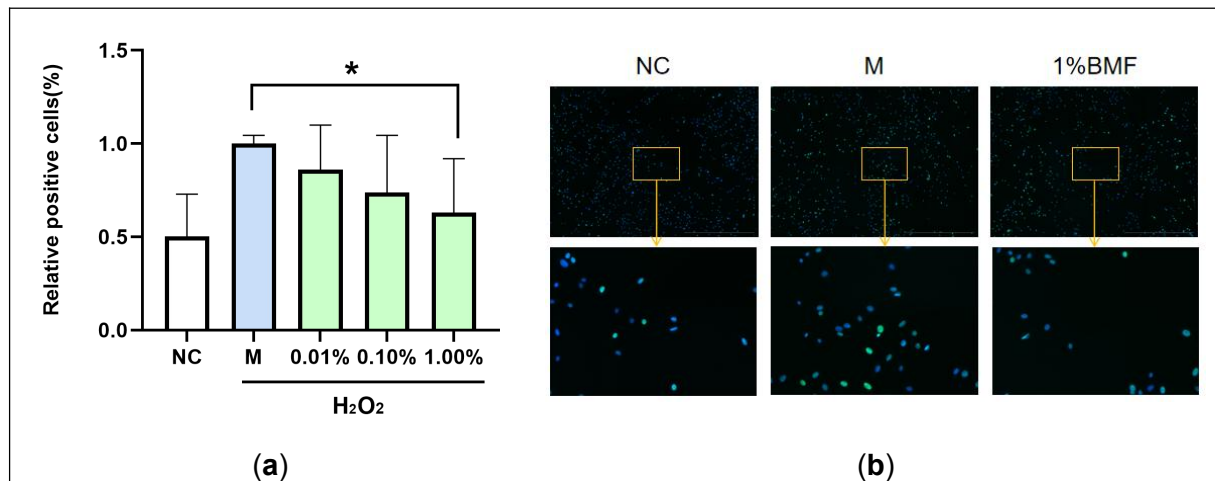 1.5
1.0
0.5
0.0
Relative positive cells(%)
*
NC M 0.01% 0.10% 1.00%
H₂O₂
(a)
NC M 1%BMF
(b)